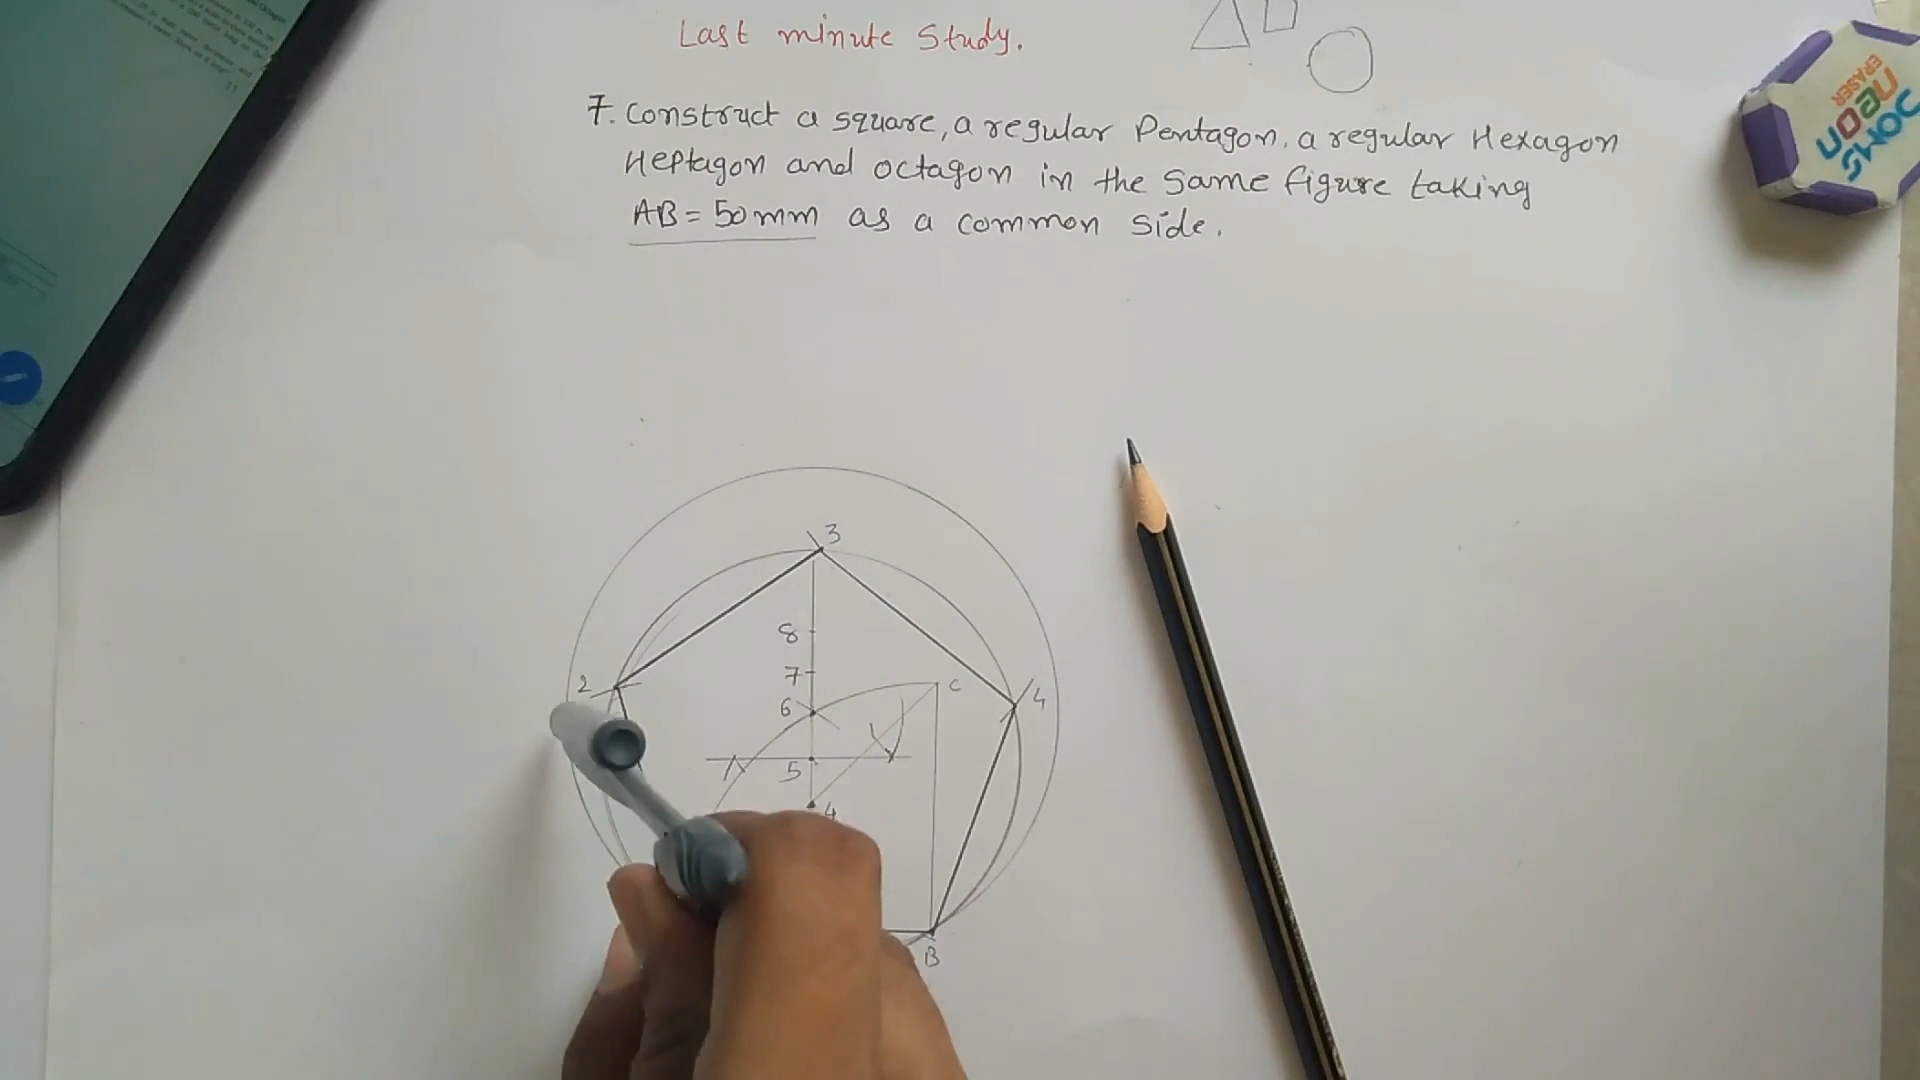 Last minute Study.
7. Construct a square, a regular Pentagon, a regular Hexagon
Heptagon and octagon in the same figure taking
AB = 50mm as a common side.
DOMS
neon
ERASER
3
8
7
2
6
C
4
5
4
B